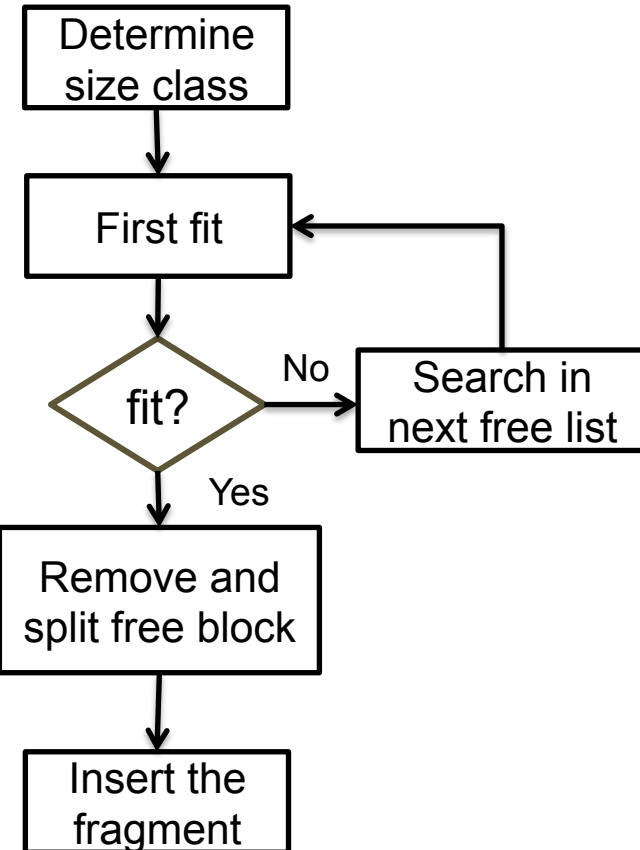 Determine
size class
First fit
fit?
No
Search in
next free list
Yes
Remove and
split free block
Insert the
fragment